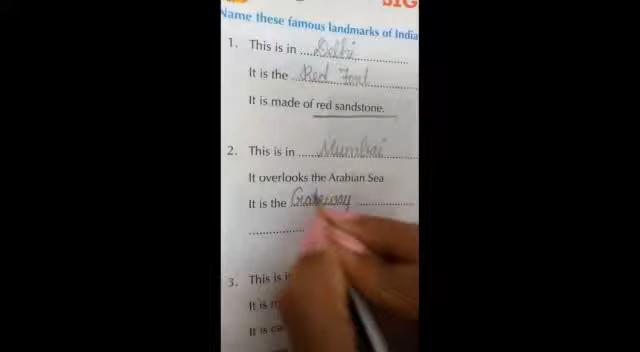 SIG
Name these famous landmarks of India
1. This is in ....Delhi............
It is the ...Red Fort............
It is made of red sandstone.
2. This is in ......Mumbai.........
It overlooks the Arabian Sea
It is the Gateway ...............
...............
3. This is i
It is
It is